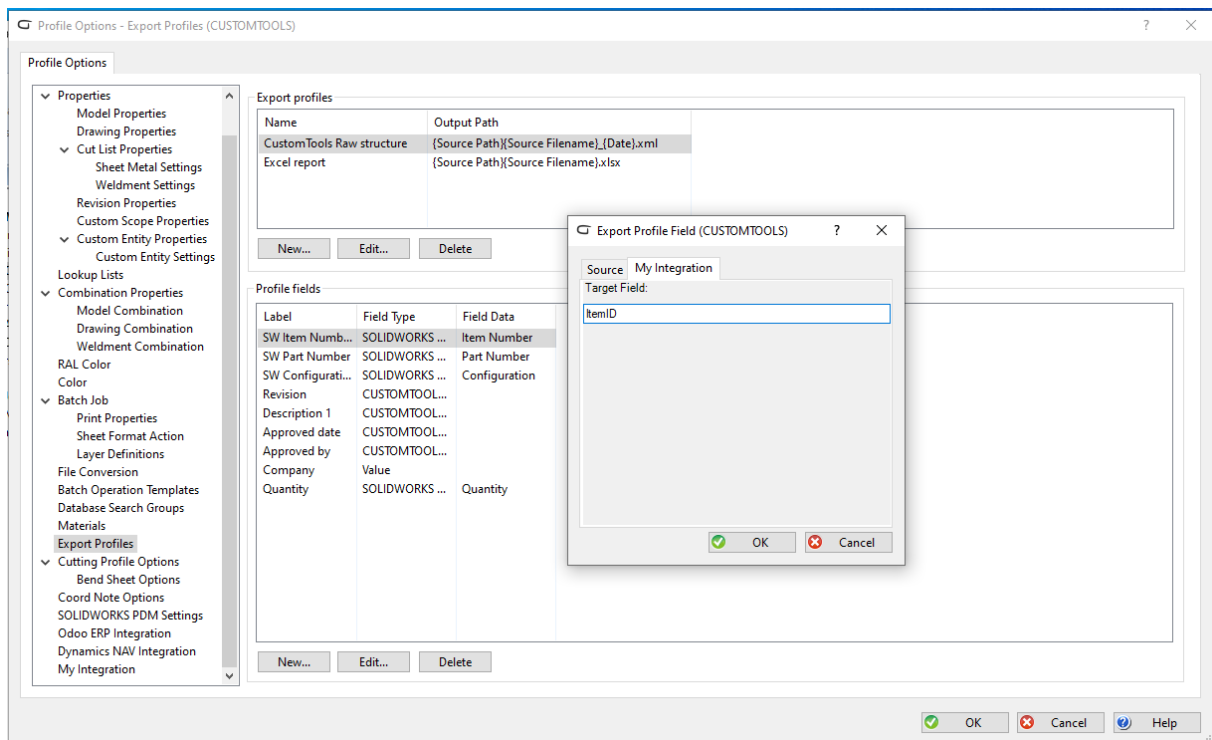 Profile Options - Export Profiles (CUSTOMTOOLS)
Profile Options
Properties
Model Properties
Drawing Properties
Cut List Properties
Sheet Metal Settings
Weldment Settings
Revision Properties
Custom Scope Properties
Custom Entity Properties
Custom Entity Settings
Lookup Lists
Combination Properties
Model Combination
Drawing Combination
Weldment Combination
RAL Color
Color
Batch Job
Print Properties
Sheet Format Action
Layer Definitions
File Conversion
Batch Operation Templates
Database Search Groups
Materials
Export Profiles
Cutting Profile Options
Bend Sheet Options
Coord Note Options
SOLIDWORKS PDM Settings
Odoo ERP Integration
Dynamics NAV Integration
My Integration
Export profiles
Name Output Path
CustomTools Raw structure {Source Path}{Source Filename}_{Date}.xml
Excel report {Source Path}{Source Filename}.xlsx
New... Edit... Delete
Profile fields
Label Field Type Field Data
SW Item Numb... SOLIDWORKS ... Item Number
SW Part Number SOLIDWORKS ... Part Number
SW Configurati... SOLIDWORKS ... Configuration
Revision CUSTOMTOOL...
Description 1 CUSTOMTOOL...
Approved date CUSTOMTOOL...
Approved by CUSTOMTOOL...
Company Value
Quantity SOLIDWORKS ... Quantity
New... Edit... Delete
Export Profile Field (CUSTOMTOOLS) ?
Source My Integration
Target Field:
ItemID
OK Cancel
OK Cancel Help